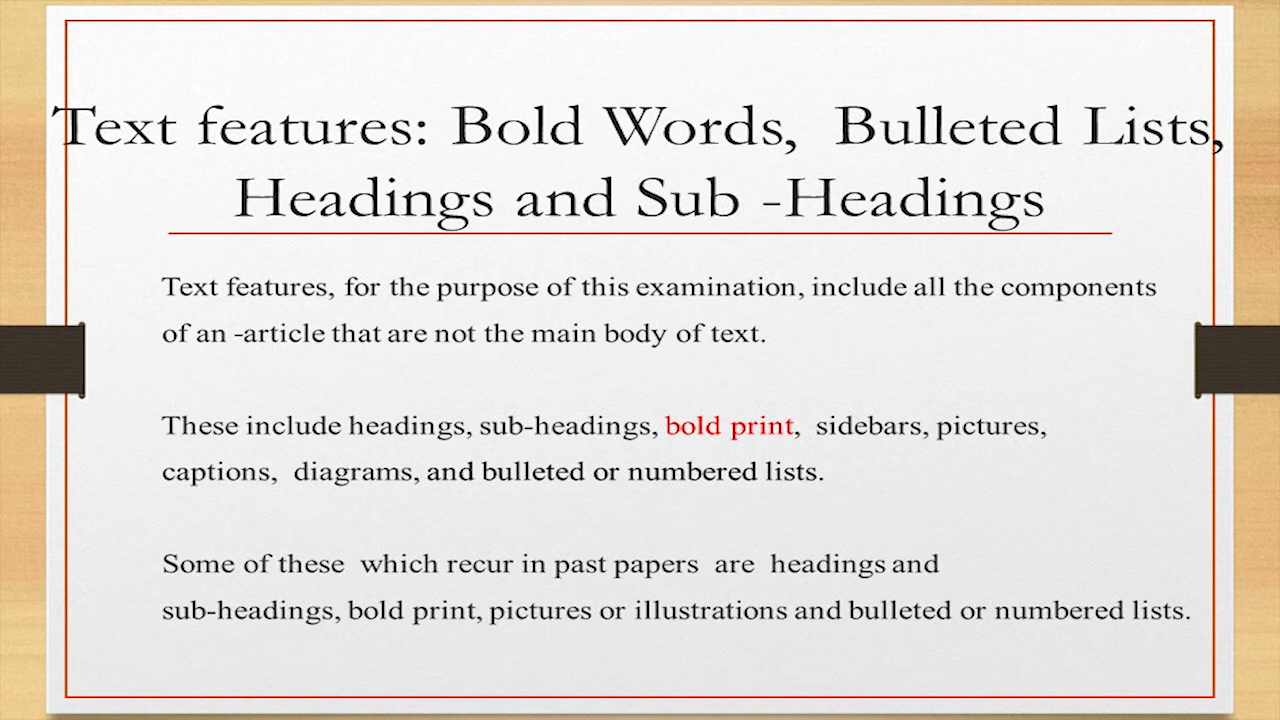 Text features: Bold Words, Bulleted Lists,
Headings and Sub -Headings
Text features, for the purpose of this examination, include all the components
of an -article that are not the main body of text.
These include headings, sub-headings, bold print, sidebars, pictures,
captions, diagrams, and bulleted or numbered lists.
Some of these which recur in past papers are headings and
sub-headings, bold print, pictures or illustrations and bulleted or numbered lists.